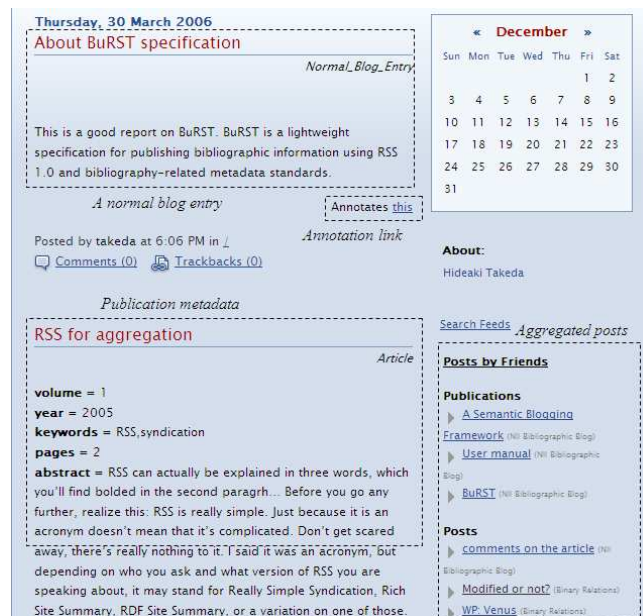 Thursday, 30 March 2006
About BuRST specification
Normal_Blog_Entry
This is a good report on BuRST. BuRST is a lightweight
specification for publishing bibliographic information using RSS
1.0 and bibliography-related metadata standards.
A normal blog entry
Annotates this
Annotation link
Posted by takeda at 6:06 PM in /
Comments (0) Trackbacks (0)
Publication metadata
RSS for aggregation
Article
volume = 1
year = 2005
keywords = RSS,syndication
pages = 2
abstract = RSS can actually be explained in three words, which
you'll find bolded in the second paragrh... Before you go any
further, realize this: RSS is really simple. Just because it is an
acronym doesn't mean that it's complicated. Don't get scared
away, there's really nothing to it. I said it was an acronym, but
depending on who you ask and what version of RSS you are
speaking about, it may stand for Really Simple Syndication, Rich
Site Summary, RDF Site Summary, or a variation on one of those.
« December »
Sun Mon Tue Wed Thu Fri Sat
1 2
3 4 5 6 7 8 9
10 11 12 13 14 15 16
17 18 19 20 21 22 23
24 25 26 27 28 29 30
31
About:
Hideaki Takeda
Search Feeds
Aggregated posts
Posts by Friends
Publications
A Semantic Blogging
Framework (NII Bibliographic Blog)
User manual (NII Bibliographic
Blog)
BuRST (NII Bibliographic Blog)
Posts
comments on the article (NII
Bibliographic Blog)
Modified or not? (Binary Relations)
WP: Venus (Binary Relations)